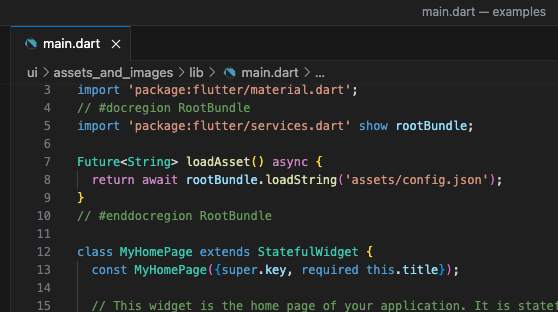 main.dart — examples
main.dart ×
ui > assets_and_images > lib > main.dart > ...
3 import 'package:flutter/material.dart';
4 // #docregion RootBundle
5 import 'package:flutter/services.dart' show rootBundle;
6
7 Future<String> loadAsset() async {
8 return await rootBundle.loadString('assets/config.json');
9 }
10 // #enddocregion RootBundle
11
12 class MyHomePage extends StatefulWidget {
13 const MyHomePage({super.key, required this.title});
14
15 // This widget is the home page of your application. It is